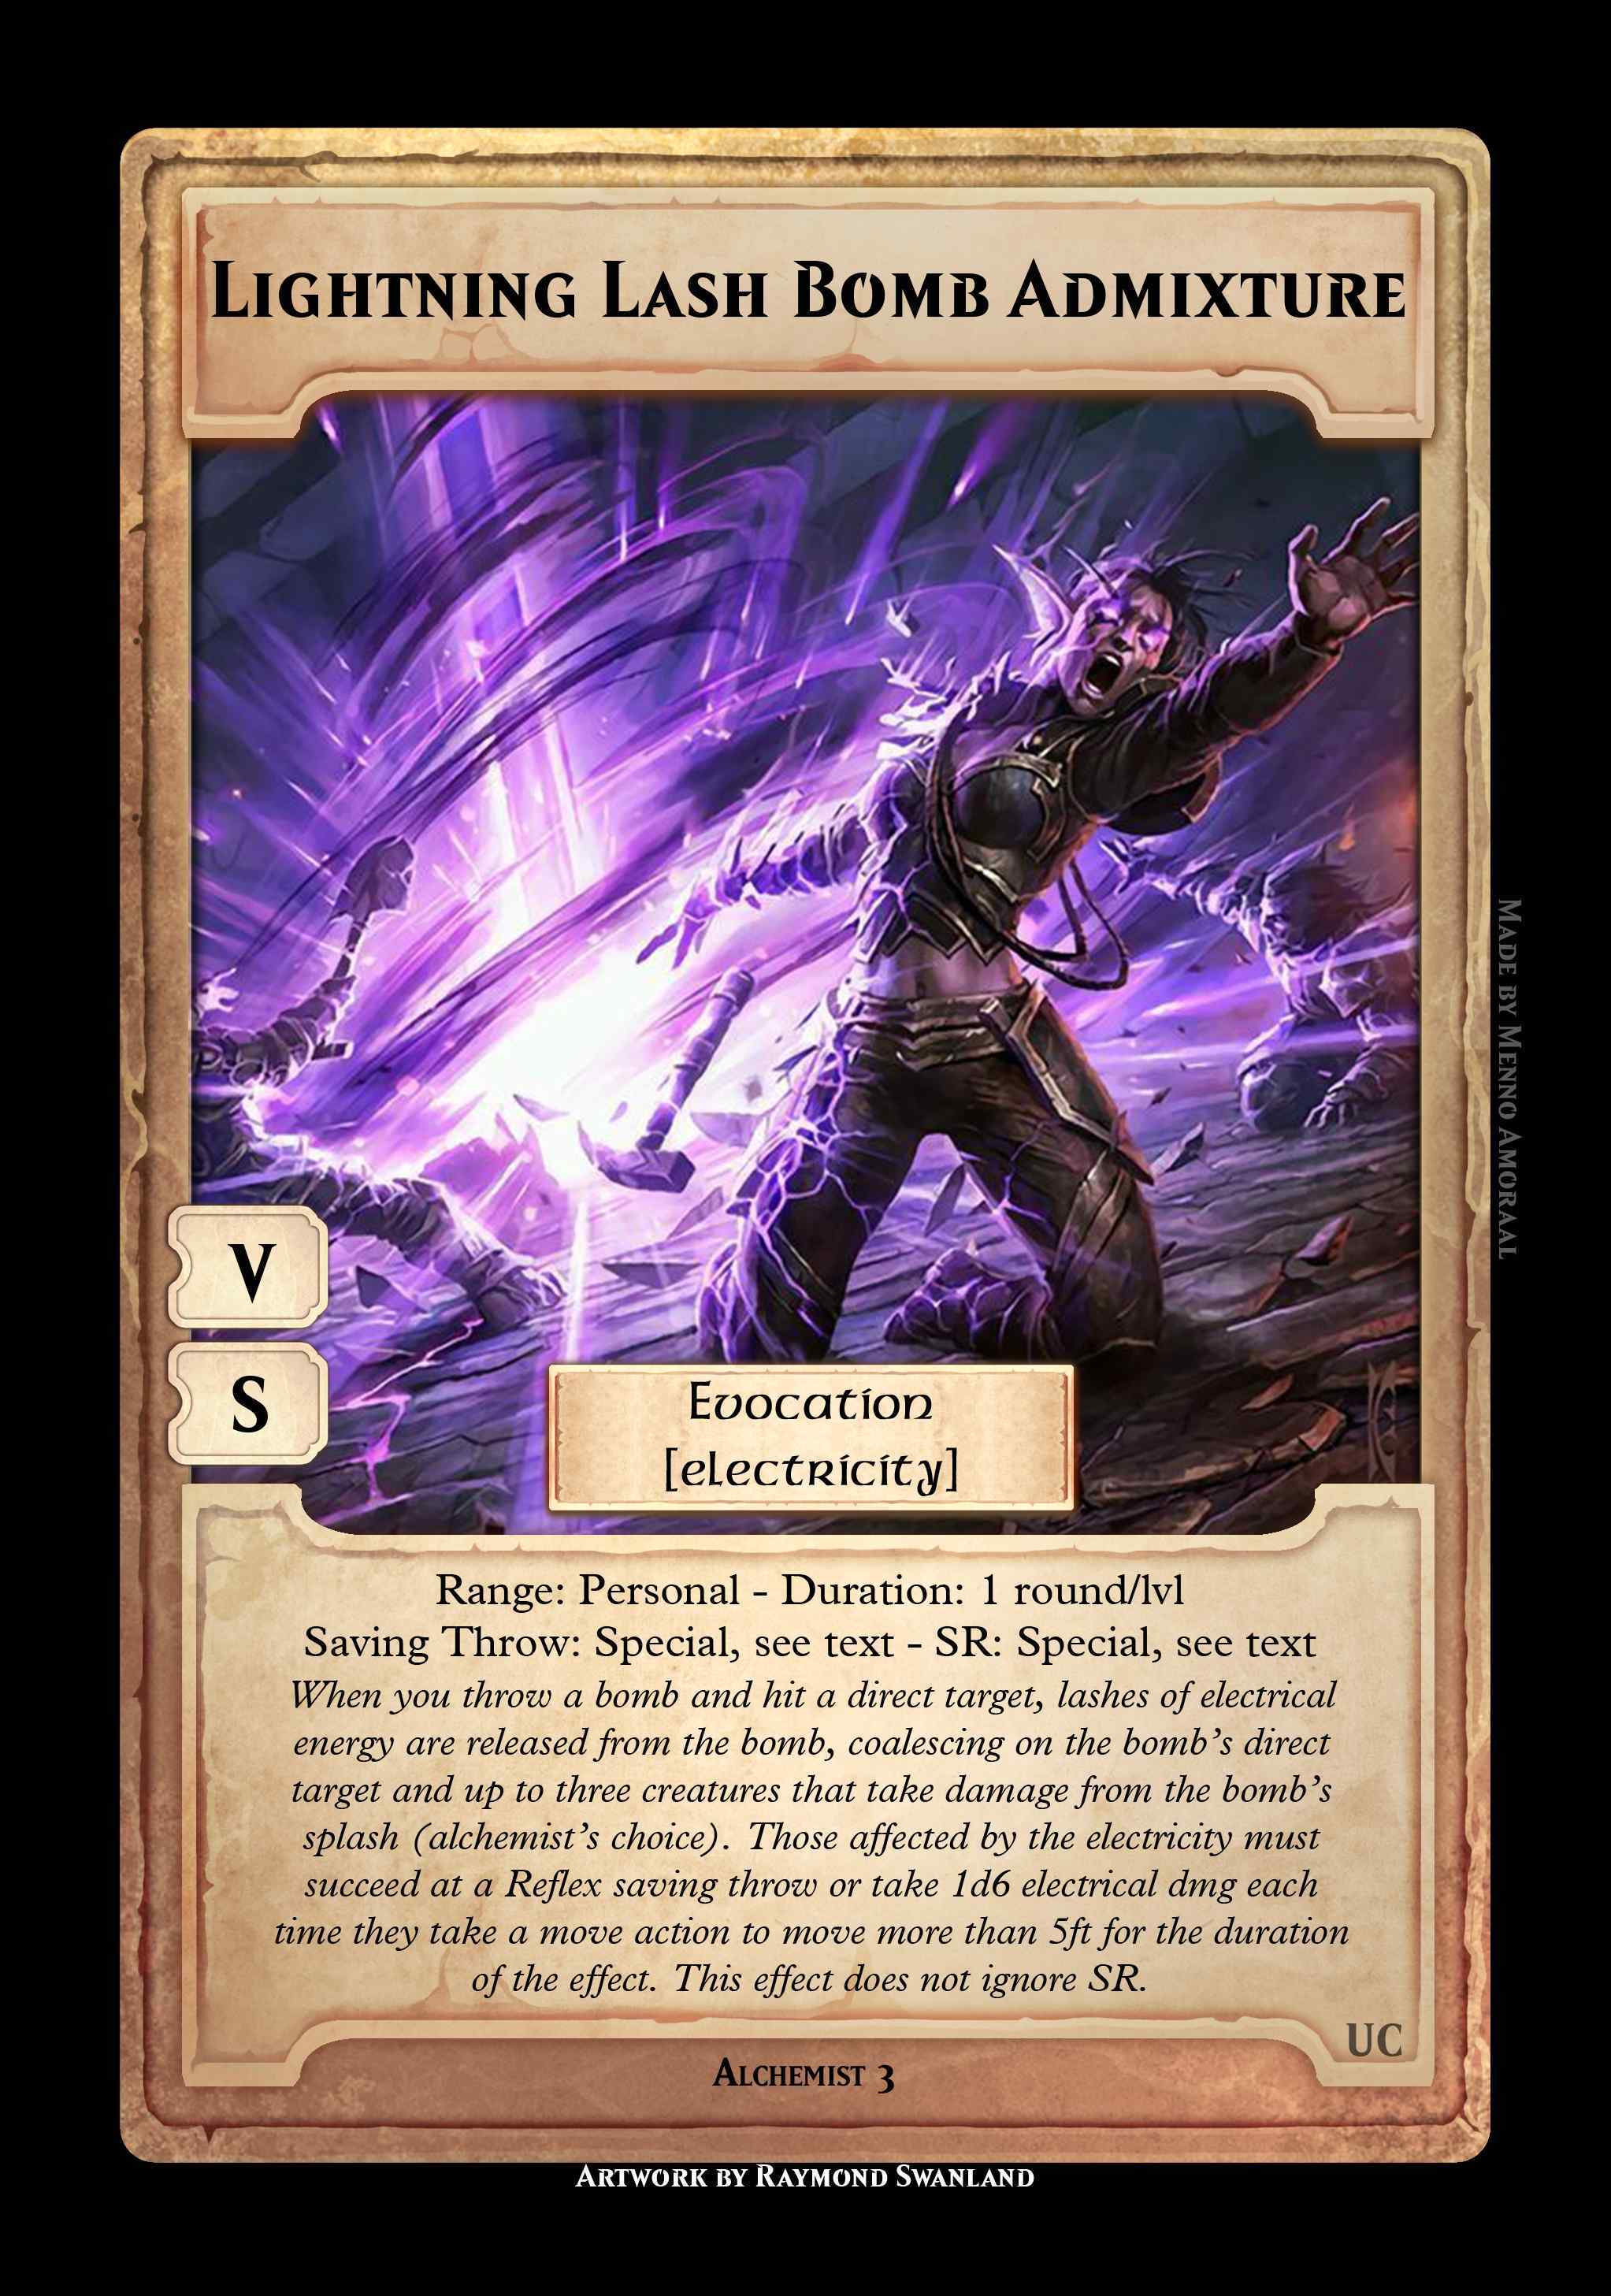 Lightning Lash Bomb Admixture
V
S
Evocation
[electricity]
Range: Personal - Duration: 1 round/lvl
Saving Throw: Special, see text - SR: Special, see text
When you throw a bomb and hit a direct target, lashes of electrical
energy are released from the bomb, coalescing on the bomb's direct
target and up to three creatures that take damage from the bomb's
splash (alchemist's choice). Those affected by the electricity must
succeed at a Reflex saving throw or take 1d6 electrical dmg each
time they take a move action to move more than 5ft for the duration
of the effect. This effect does not ignore SR.
UC
Alchemist 3
Artwork by Raymond Swanland
Made by Menno Amoraal